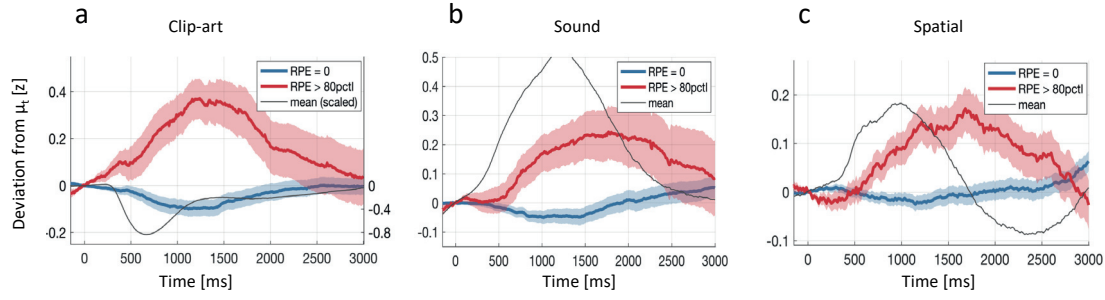 a
Clip-art
Deviation from μt [z]
0.4
0.2
0
-0.2
RPE = 0
RPE > 80pctl
mean (scaled)
0
-0.4
-0.8
0 500 1000 1500 2000 2500 3000
Time [ms]
b
Sound
0.5
0.4
0.3
0.2
0.1
0
-0.1
RPE = 0
RPE > 80pctl
mean
0 500 1000 1500 2000 2500 3000
Time [ms]
c
Spatial
0.2
0.1
0
-0.1
RPE = 0
RPE > 80pctl
mean
0 500 1000 1500 2000 2500 3000
Time [ms]